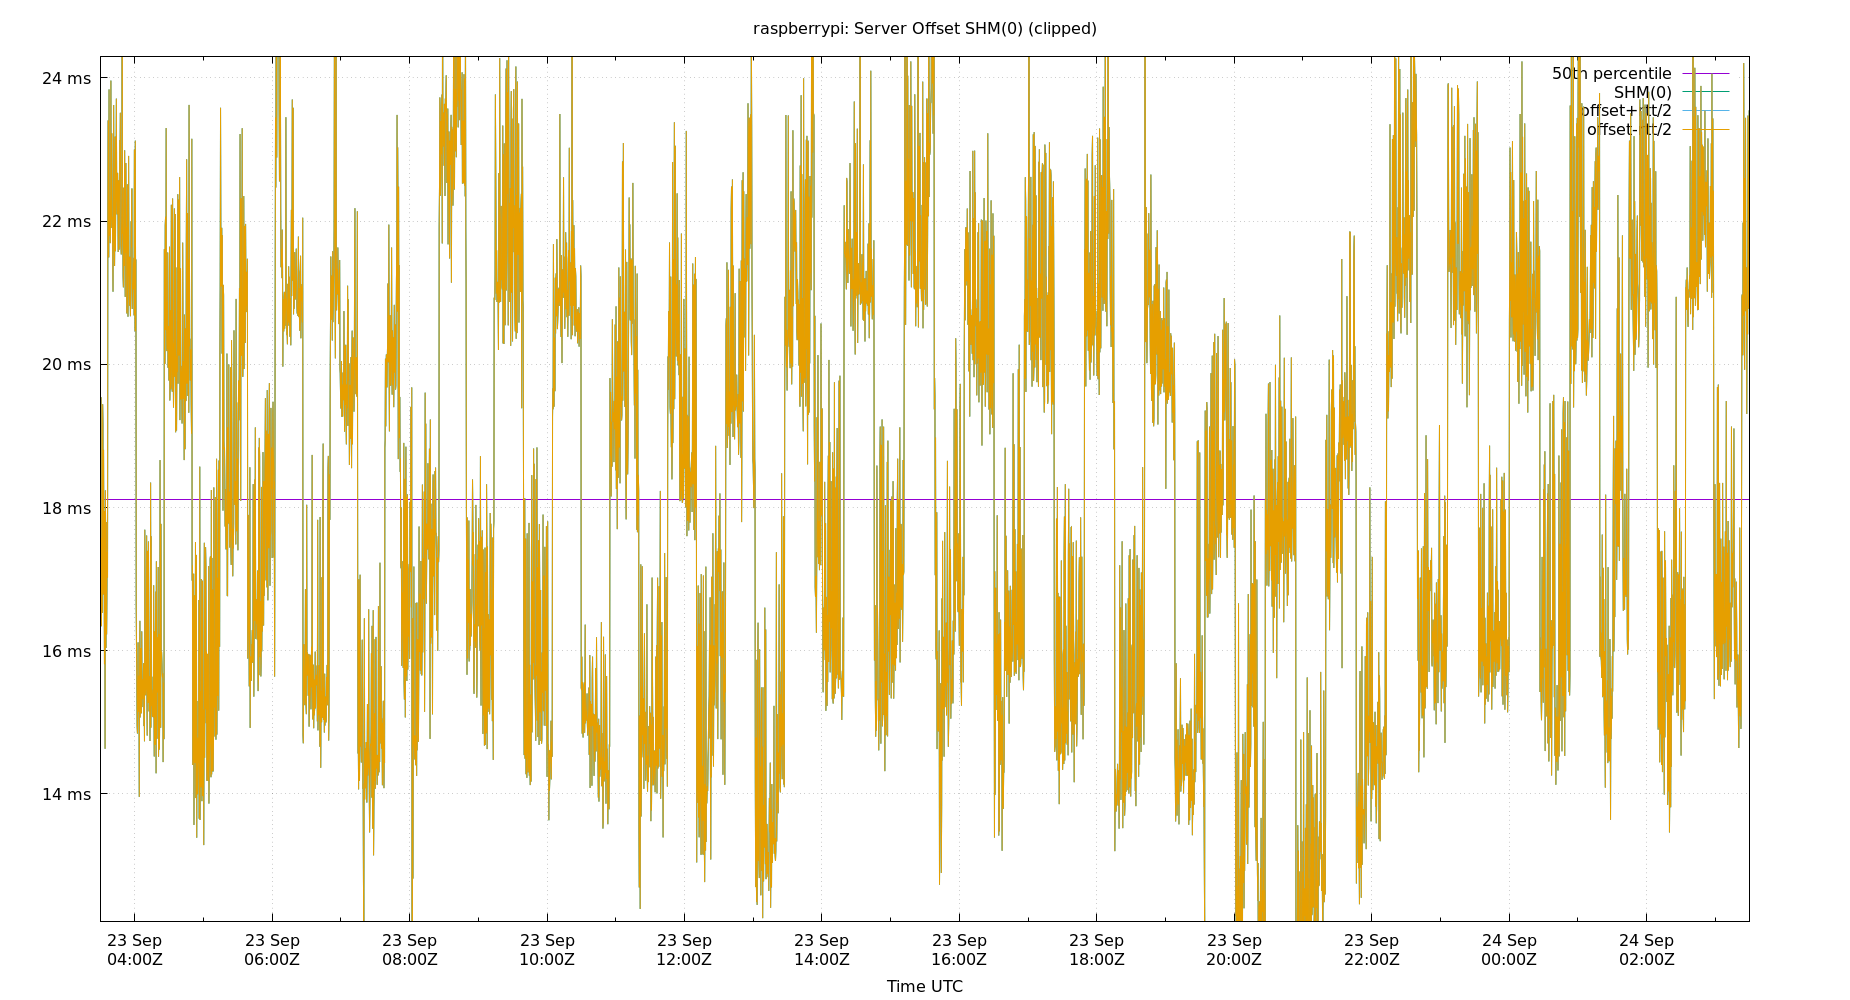 raspberrypi: Server Offset SHM(0) (clipped)
24 ms
22 ms
20 ms
18 ms
16 ms
14 ms
50th percentile
SHM(0)
offset+rtt/2
offset-rtt/2
23 Sep
04:00Z
23 Sep
06:00Z
23 Sep
08:00Z
23 Sep
10:00Z
23 Sep
12:00Z
23 Sep
14:00Z
23 Sep
16:00Z
23 Sep
18:00Z
23 Sep
20:00Z
23 Sep
22:00Z
24 Sep
00:00Z
24 Sep
02:00Z
Time UTC